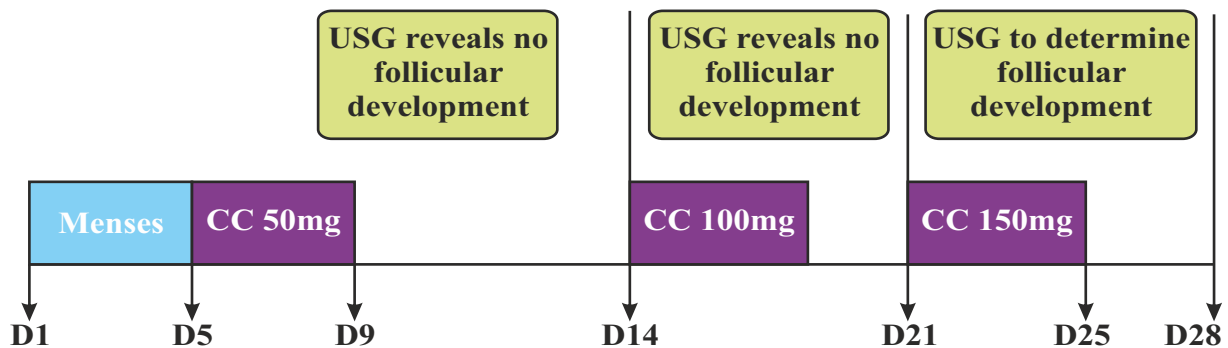 USG reveals no
follicular
development
USG reveals no
follicular
development
USG to determine
follicular
development
Menses
CC 50mg
CC 100mg
CC 150mg
D1
D5
D9
D14
D21
D25
D28